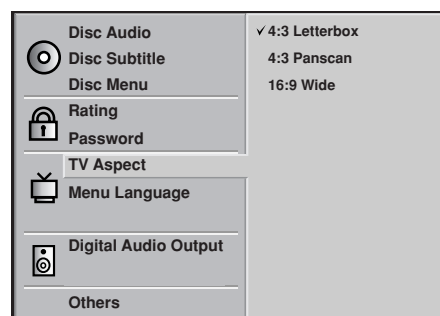 Disc Audio
Disc Subtitle
Disc Menu
Rating
Password
TV Aspect
Menu Language
Digital Audio Output
Others
✓ 4:3 Letterbox
4:3 Panscan
16:9 Wide